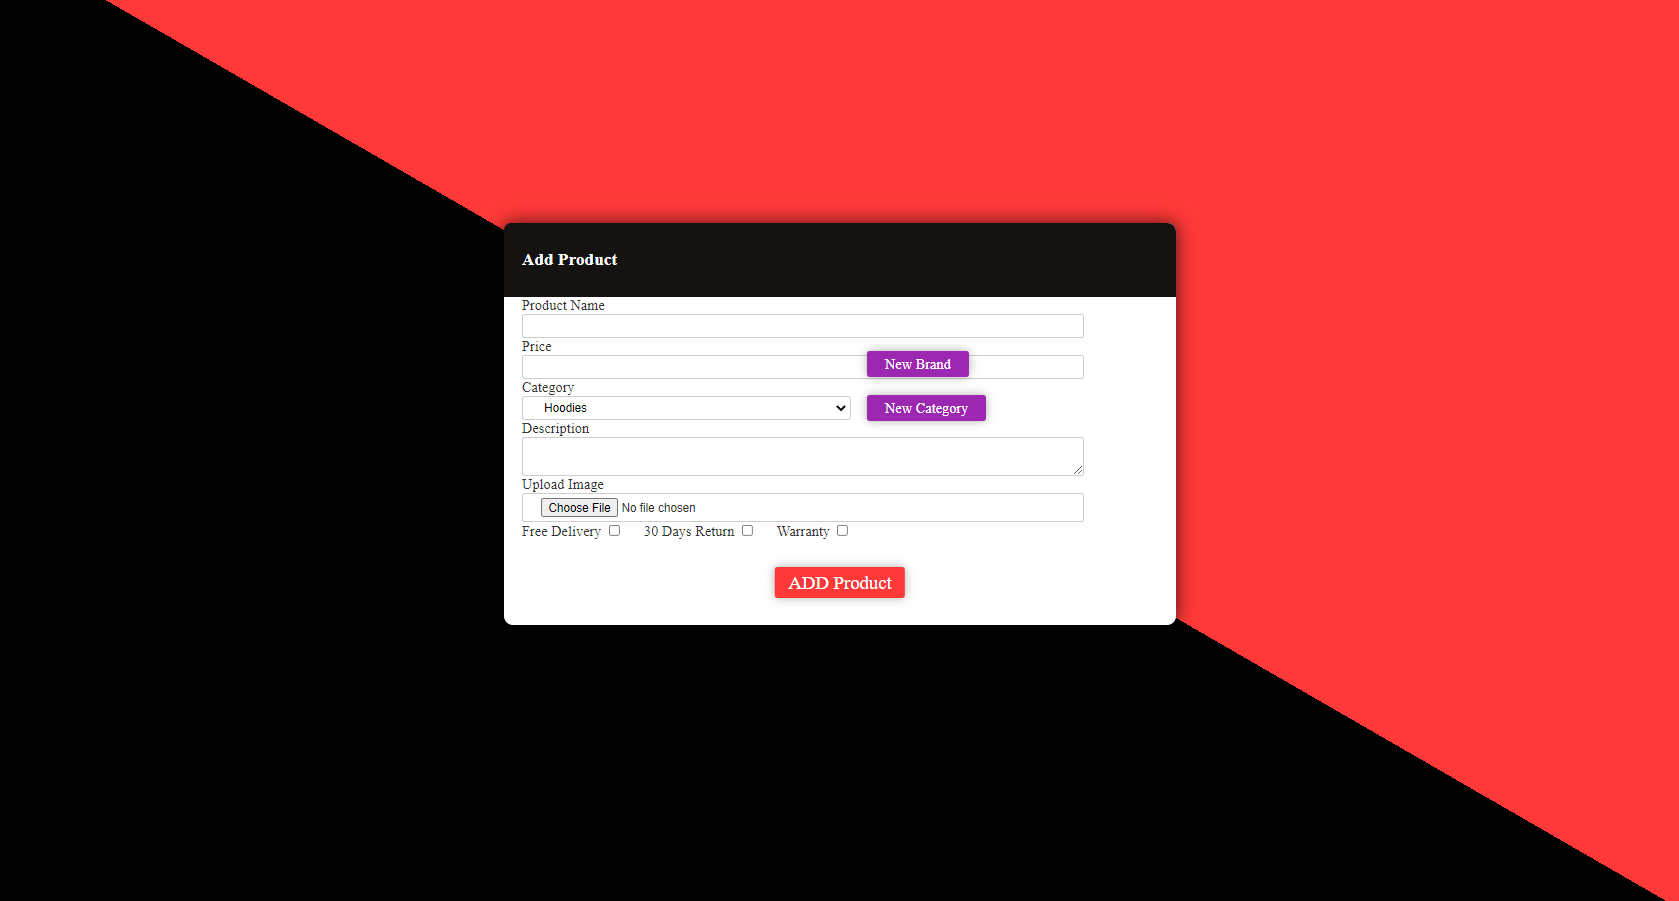 Add Product
Product Name
Price
New Brand
Category
Hoodies
New Category
Description
Upload Image
Choose File No file chosen
Free Delivery 30 Days Return Warranty
ADD Product